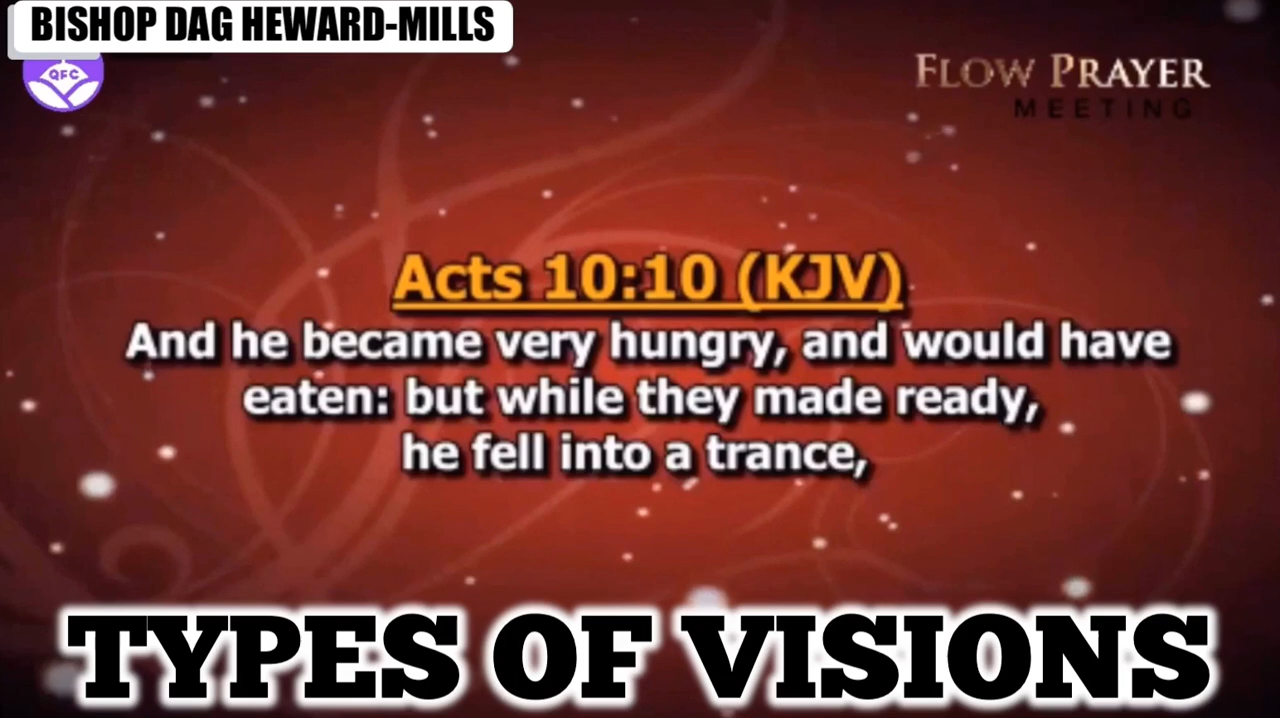 BISHOP DAG HEWARD-MILLS
QFC
FLOW PRAYER
MEETING
Acts 10:10 (KJV)
And he became very hungry, and would have
eaten: but while they made ready,
he fell into a trance,
TYPES OF VISIONS